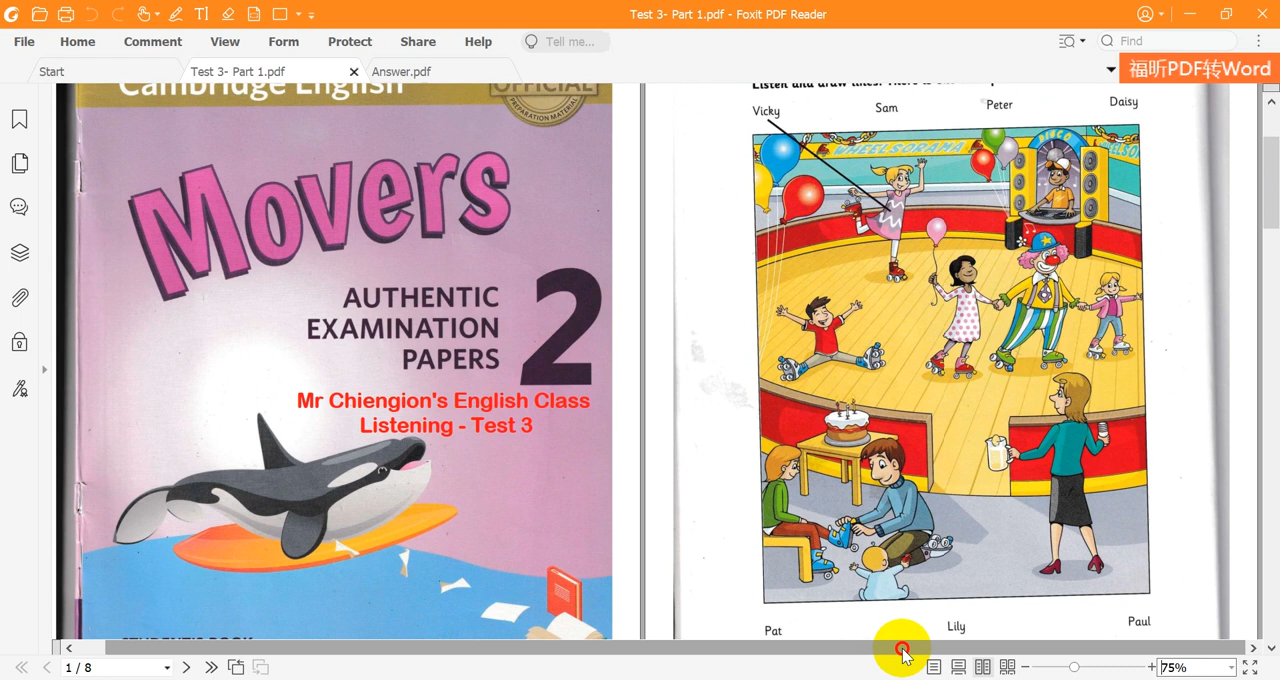 Test 3- Part 1.pdf - Foxit PDF Reader
File Home Comment View Form Protect Share Help Tell me... Find
Start Test 3- Part 1.pdf Answer.pdf 福昕PDF转Word
Cambridge English
OFFICIAL
PREPARATION MATERIAL
Movers
AUTHENTIC
EXAMINATION
PAPERS
2
Mr Chiengion's English Class
Listening - Test 3
Vicky Sam Peter Daisy
WHEELSORAMA
DISCO
Pat Lily Paul
1 / 8
75%